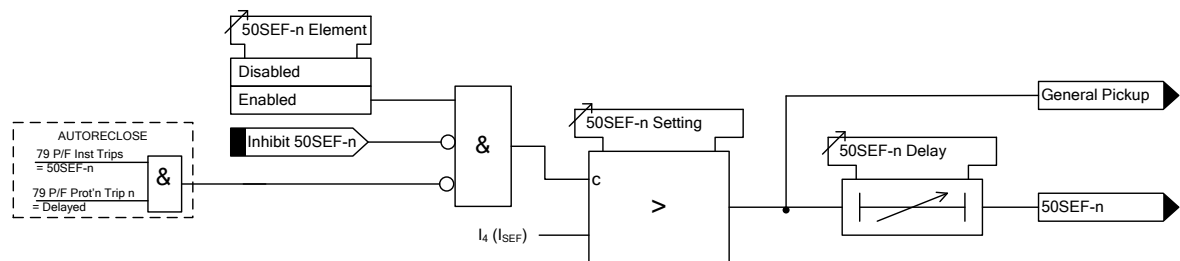 50SEF-n Element
Disabled
Enabled
Inhibit 50SEF-n
AUTORECLOSE
79 P/F Inst Trips
= 50SEF-n
79 P/F Prot'n Trip n
= Delayed
&
&
50SEF-n Setting
c
>
I4 (ISEF)
50SEF-n Delay
General Pickup
50SEF-n